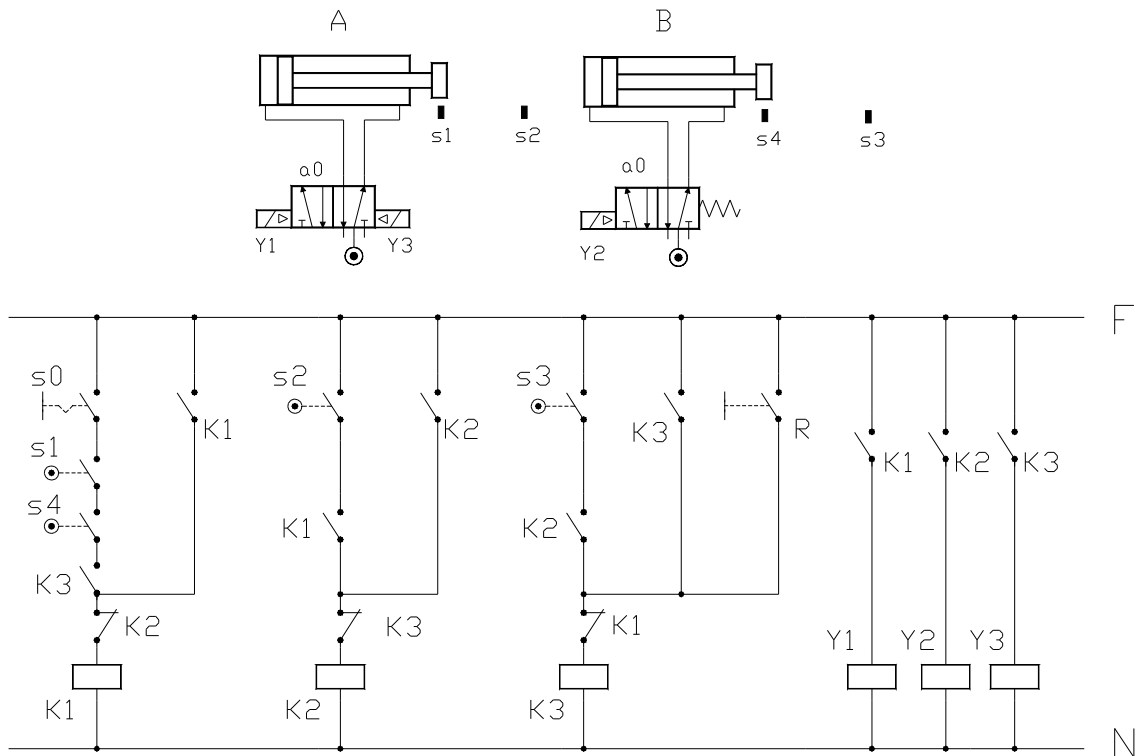 A B
s1 s2 s4 s3
a0 a0
Y1 Y3 Y2
F
s0 s2 s3
K1 K2 K3 R
s1 K1 K2 K3
s4 K1 K2
K3
K2 K3 K1
Y1 Y2 Y3
K1 K2 K3
N